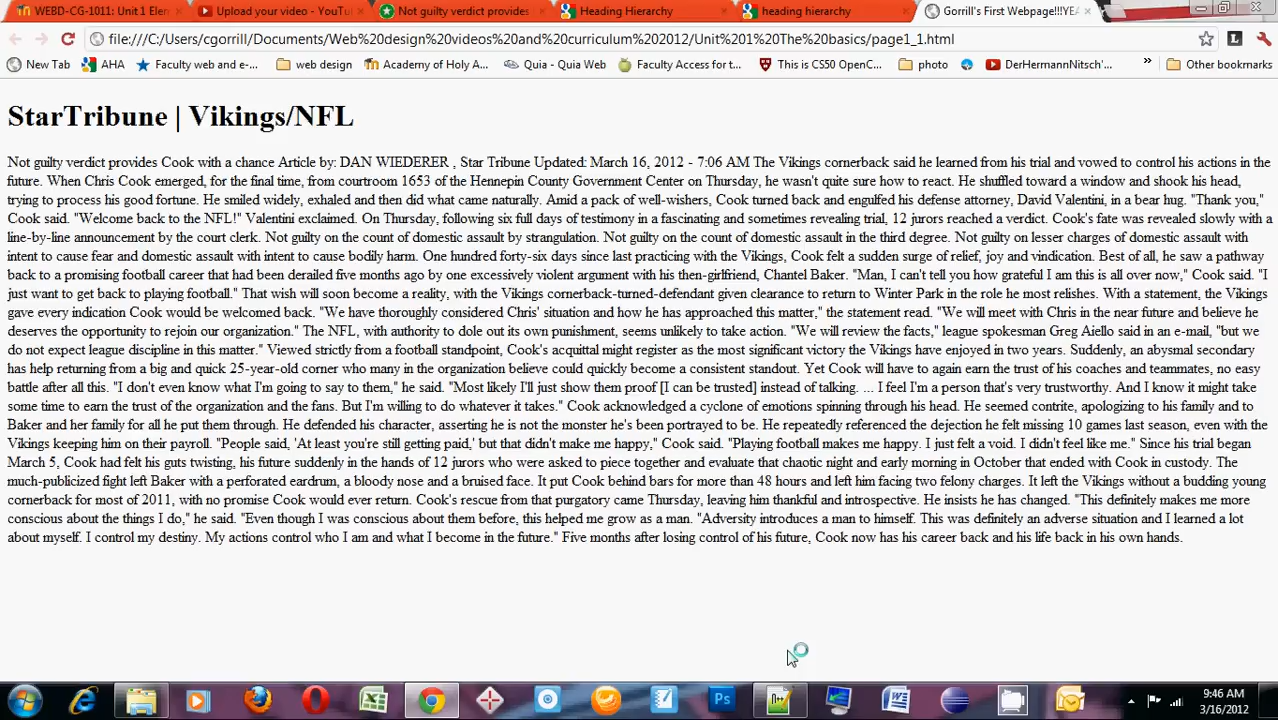 WEBD-CG-1011: Unit 1 Elen
Upload your video - YouTu
Not guilty verdict provides
Heading Hierarchy
heading hierarchy
Gorrill's First Webpage!!!YEA
file:///C:/Users/cgorrill/Documents/Web%20design%20videos%20and%20curriculum%202012/Unit%201%20The%20basics/page1_1.html
L
New Tab
AHA
Faculty web and e-...
web design
Academy of Holy A...
Quia - Quia Web
Faculty Access for t...
This is CS50 OpenC...
photo
DerHermannNitsch'...
»
Other bookmarks
StarTribune | Vikings/NFL
Not guilty verdict provides Cook with a chance Article by: DAN WIEDERER , Star Tribune Updated: March 16, 2012 - 7:06 AM The Vikings cornerback said he learned from his trial and vowed to control his actions in the
future. When Chris Cook emerged, for the final time, from courtroom 1653 of the Hennepin County Government Center on Thursday, he wasn't quite sure how to react. He shuffled toward a window and shook his head,
trying to process his good fortune. He smiled widely, exhaled and then did what came naturally. Amid a pack of well-wishers, Cook turned back and engulfed his defense attorney, David Valentini, in a bear hug. "Thank you,"
Cook said. "Welcome back to the NFL!" Valentini exclaimed. On Thursday, following six full days of testimony in a fascinating and sometimes revealing trial, 12 jurors reached a verdict. Cook's fate was revealed slowly with a
line-by-line announcement by the court clerk. Not guilty on the count of domestic assault by strangulation. Not guilty on the count of domestic assault in the third degree. Not guilty on lesser charges of domestic assault with
intent to cause fear and domestic assault with intent to cause bodily harm. One hundred forty-six days since last practicing with the Vikings, Cook felt a sudden surge of relief, joy and vindication. Best of all, he saw a pathway
back to a promising football career that had been derailed five months ago by one excessively violent argument with his then-girlfriend, Chantel Baker. "Man, I can't tell you how grateful I am this is all over now," Cook said. "I
just want to get back to playing football." That wish will soon become a reality, with the Vikings cornerback-turned-defendant given clearance to return to Winter Park in the role he most relishes. With a statement, the Vikings
gave every indication Cook would be welcomed back. "We have thoroughly considered Chris' situation and how he has approached this matter," the statement read. "We will meet with Chris in the near future and believe he
deserves the opportunity to rejoin our organization." The NFL, with authority to dole out its own punishment, seems unlikely to take action. "We will review the facts," league spokesman Greg Aiello said in an e-mail, "but we
do not expect league discipline in this matter." Viewed strictly from a football standpoint, Cook's acquittal might register as the most significant victory the Vikings have enjoyed in two years. Suddenly, an abysmal secondary
has help returning from a big and quick 25-year-old corner who many in the organization believe could quickly become a consistent standout. Yet Cook will have to again earn the trust of his coaches and teammates, no easy
battle after all this. "I don't even know what I'm going to say to them," he said. "Most likely I'll just show them proof [I can be trusted] instead of talking. ... I feel I'm a person that's very trustworthy. And I know it might take
some time to earn the trust of the organization and the fans. But I'm willing to do whatever it takes." Cook acknowledged a cyclone of emotions spinning through his head. He seemed contrite, apologizing to his family and to
Baker and her family for all he put them through. He defended his character, asserting he is not the monster he's been portrayed to be. He repeatedly referenced the dejection he felt missing 10 games last season, even with the
Vikings keeping him on their payroll. "People said, 'At least you're still getting paid,' but that didn't make me happy," Cook said. "Playing football makes me happy. I just felt a void. I didn't feel like me." Since his trial began
March 5, Cook had felt his guts twisting, his future suddenly in the hands of 12 jurors who were asked to piece together and evaluate that chaotic night and early morning in October that ended with Cook in custody. The
much-publicized fight left Baker with a perforated eardrum, a bloody nose and a bruised face. It put Cook behind bars for more than 48 hours and left him facing two felony charges. It left the Vikings without a budding young
cornerback for most of 2011, with no promise Cook would ever return. Cook's rescue from that purgatory came Thursday, leaving him thankful and introspective. He insists he has changed. "This definitely makes me more
conscious about the things I do," he said. "Even though I was conscious about them before, this helped me grow as a man. "Adversity introduces a man to himself. This was definitely an adverse situation and I learned a lot
about myself. I control my destiny. My actions control who I am and what I become in the future." Five months after losing control of his future, Cook now has his career back and his life back in his own hands.
Ps
9:46 AM
3/16/2012